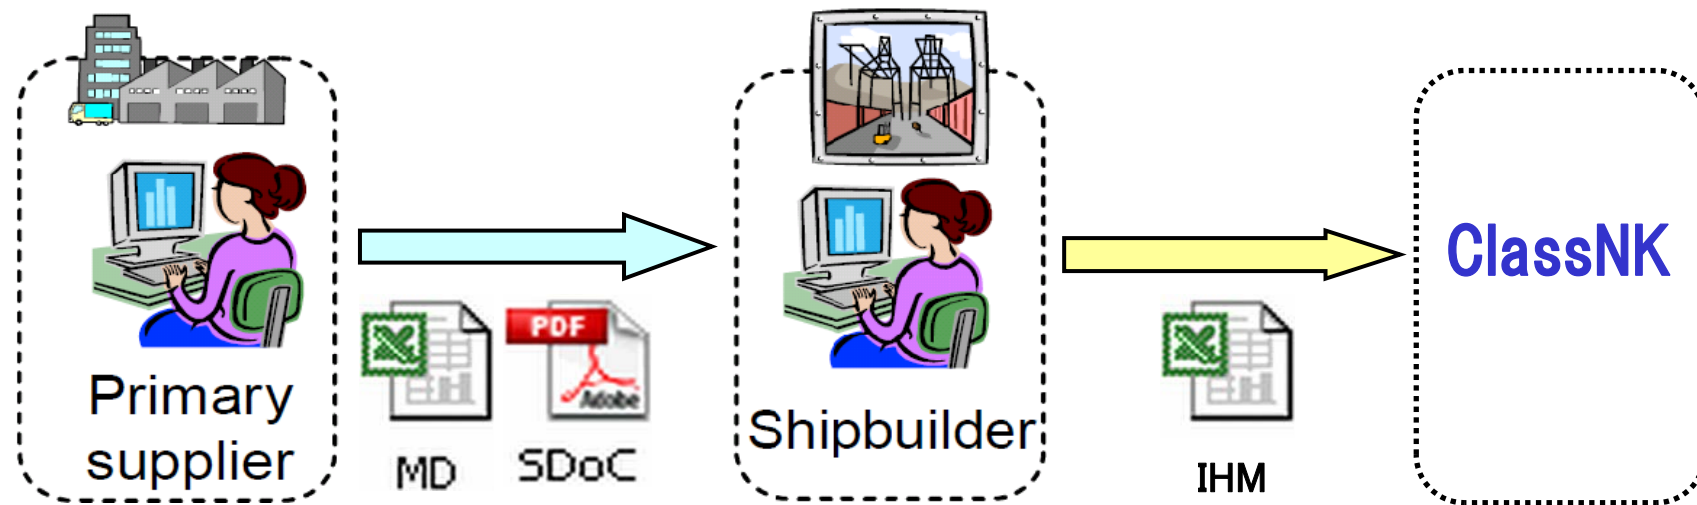 Primary
supplier
MD
PDF
Adobe
SDoC
Shipbuilder
IHM
ClassNK